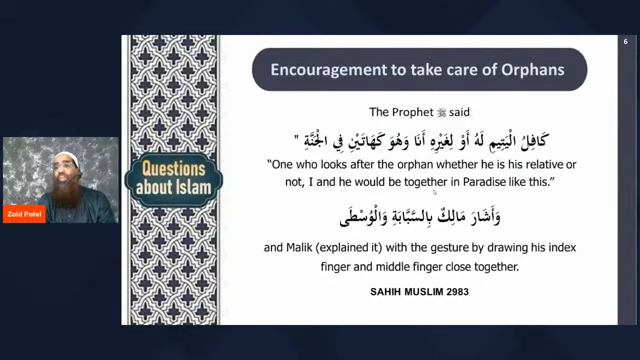 6
Encouragement to take care of Orphans
The Prophet ﷺ said
كَافِلُ الْيَتِيمِ لَهُ أَوْ لِغَيْرِهِ أَنَا وَهُوَ كَهَاتَيْنِ فِي الْجَنَّةِ "
“One who looks after the orphan whether he is his relative or
not, I and he would be together in Paradise like this.”
وَأَشَارَ مَالِكٌ بِالسَّبَّابَةِ وَالْوُسْطَى
and Malik (explained it) with the gesture by drawing his index
finger and middle finger close together.
SAHIH MUSLIM 2983
Questions
about Islam
Zaid Patel